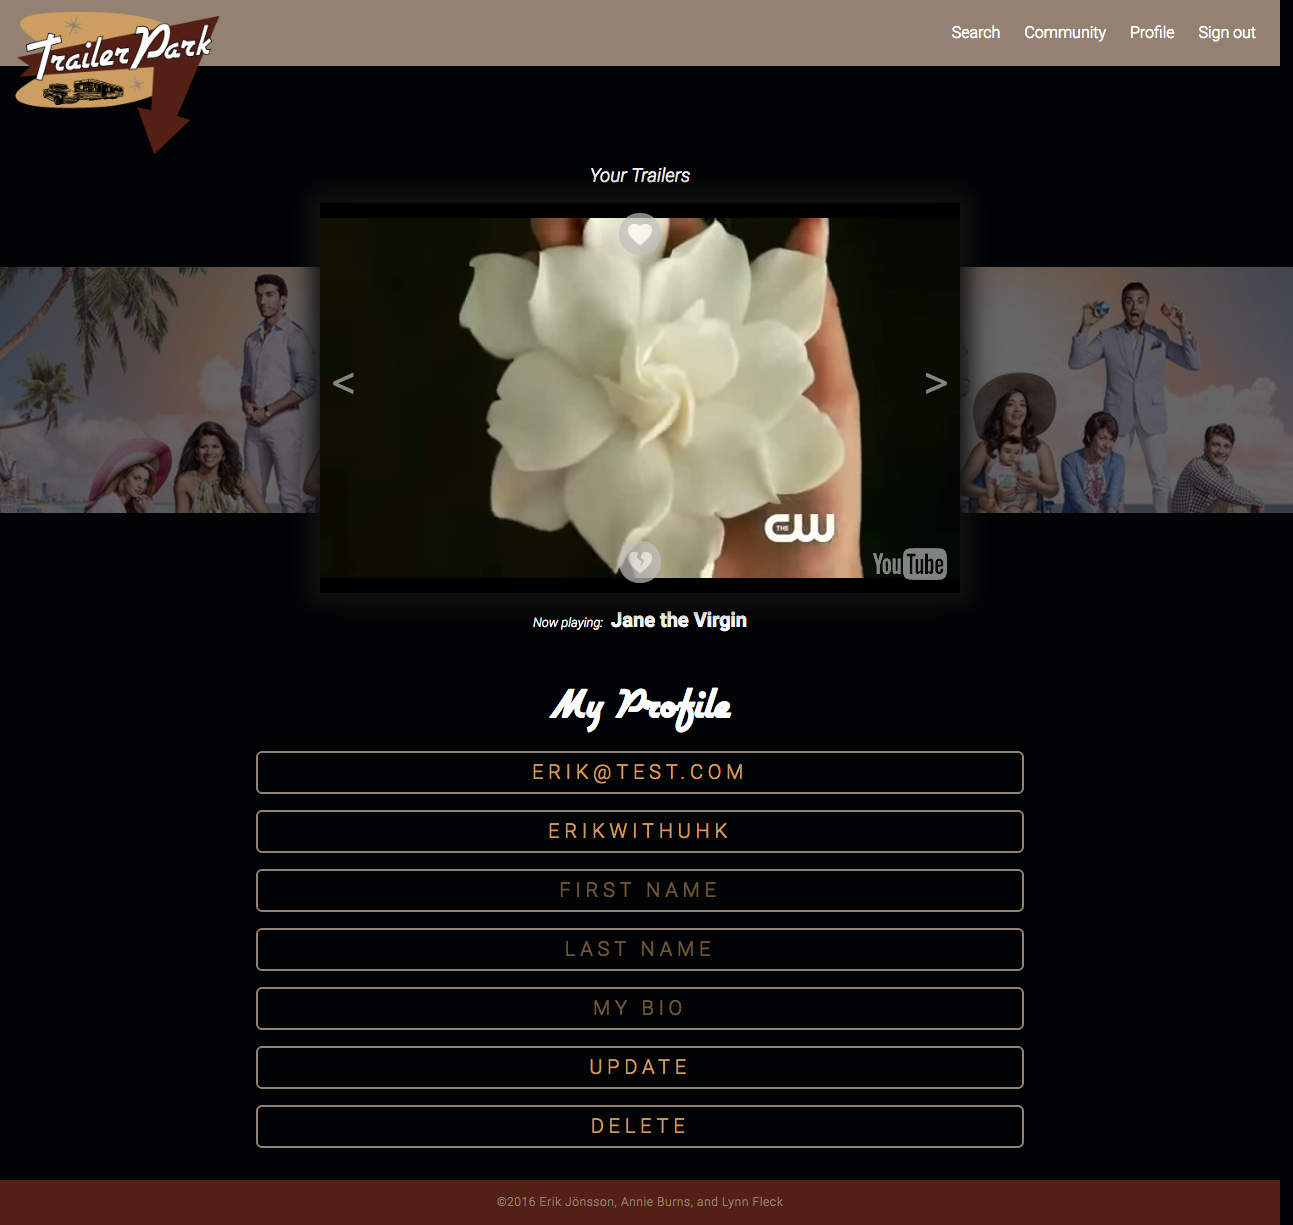 Trailer Park
Search Community Profile Sign out
Your Trailers
< >
THE CW
YouTube
Now playing: Jane the Virgin
My Profile
ERIK@TEST.COM
ERIKWITHUHK
FIRST NAME
LAST NAME
MY BIO
UPDATE
DELETE
©2016 Erik Jönsson, Annie Burns, and Lynn Fleck